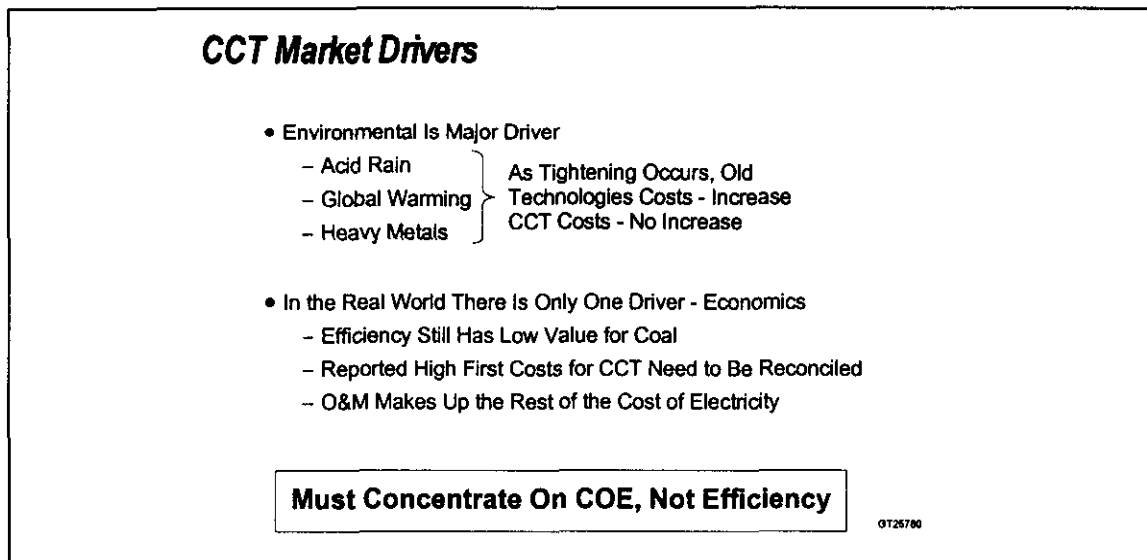 CCT Market Drivers
• Environmental Is Major Driver
– Acid Rain
– Global Warming
– Heavy Metals
As Tightening Occurs, Old
Technologies Costs - Increase
CCT Costs - No Increase
• In the Real World There Is Only One Driver - Economics
– Efficiency Still Has Low Value for Coal
– Reported High First Costs for CCT Need to Be Reconciled
– O&M Makes Up the Rest of the Cost of Electricity
Must Concentrate On COE, Not Efficiency
GT25780